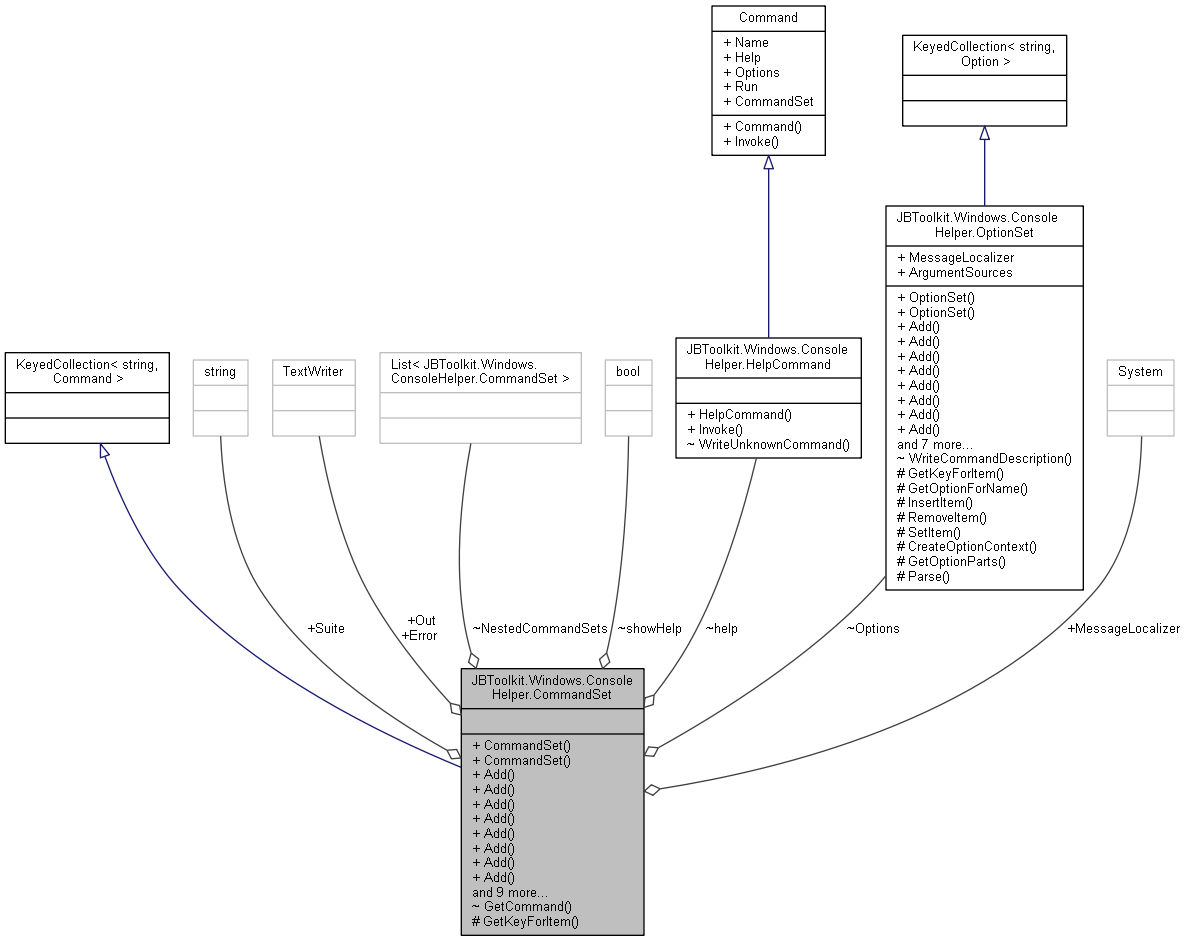 Command
+ Name
+ Help
+ Options
+ Run
+ CommandSet
+ Command()
+ Invoke()
KeyedCollection< string,
Option >
JBToolkit.Windows.Console
Helper.OptionSet
+ MessageLocalizer
+ ArgumentSources
+ OptionSet()
+ OptionSet()
+ Add()
+ Add()
+ Add()
+ Add()
+ Add()
+ Add()
+ Add()
+ Add()
and 7 more...
~ WriteCommandDescription()
# GetKeyForItem()
# GetOptionForName()
# InsertItem()
# RemoveItem()
# SetItem()
# CreateOptionContext()
# GetOptionParts()
# Parse()
KeyedCollection< string,
Command >
string
TextWriter
List< JBToolkit.Windows.
ConsoleHelper.CommandSet >
bool
JBToolkit.Windows.Console
Helper.HelpCommand
+ HelpCommand()
+ Invoke()
~ WriteUnknownCommand()
System
+Suite
+Out
+Error
~NestedCommandSets
~showHelp
~help
~Options
+MessageLocalizer
JBToolkit.Windows.Console
Helper.CommandSet
+ CommandSet()
+ CommandSet()
+ Add()
+ Add()
+ Add()
+ Add()
+ Add()
+ Add()
+ Add()
+ Add()
and 9 more...
~ GetCommand()
# GetKeyForItem()